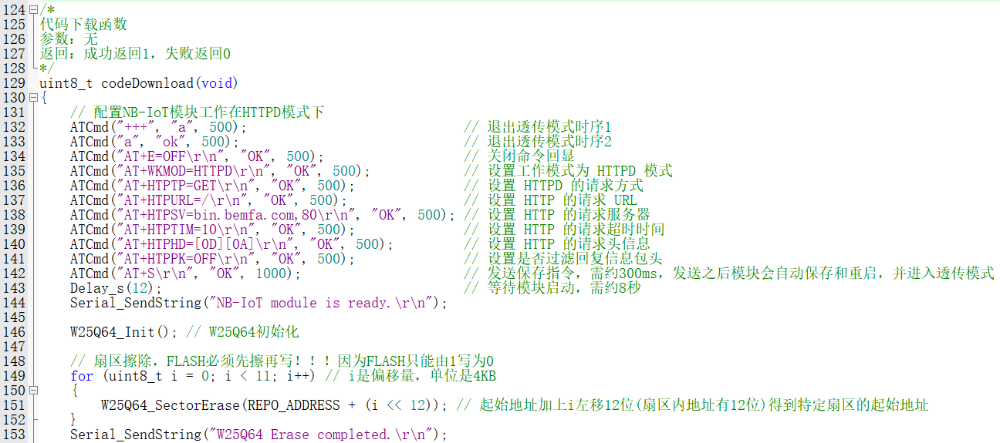 124 /*
125 代码下载函数
126 参数：无
127 返回：成功返回1，失败返回0
128 */
129 uint8_t codeDownload(void)
130 {
131     // 配置NB-IoT模块工作在HTTPD模式下
132     ATCmd("+++", "a", 500);                            // 退出透传模式时序1
133     ATCmd("a", "ok", 500);                             // 退出透传模式时序2
134     ATCmd("AT+E=OFF\r\n", "OK", 500);                  // 关闭命令回显
135     ATCmd("AT+WKMOD=HTTPD\r\n", "OK", 500);            // 设置工作模式为 HTTPD 模式
136     ATCmd("AT+HTPTP=GET\r\n", "OK", 500);              // 设置 HTTPD 的请求方式
137     ATCmd("AT+HTPURL=/\r\n", "OK", 500);               // 设置 HTTP 的请求 URL
138     ATCmd("AT+HTPSV=bin.bemfa.com,80\r\n", "OK", 500); // 设置 HTTP 的请求服务器
139     ATCmd("AT+HTPTIM=10\r\n", "OK", 500);              // 设置 HTTP 的请求超时时间
140     ATCmd("AT+HTPHD=[0D][0A]\r\n", "OK", 500);         // 设置 HTTP 的请求头信息
141     ATCmd("AT+HTPPK=OFF\r\n", "OK", 500);              // 设置是否过滤回复信息包头
142     ATCmd("AT+S\r\n", "OK", 1000);                     // 发送保存指令，需约300ms，发送之后模块会自动保存和重启，并进入透传模式
143     Delay_s(12);                                       // 等待模块启动，需约8秒
144     Serial_SendString("NB-IoT module is ready.\r\n");
145
146     W25Q64_Init(); // W25Q64初始化
147
148     // 扇区擦除，FLASH必须先擦再写！！！因为FLASH只能由1写为0
149     for (uint8_t i = 0; i < 11; i++) // i是偏移量，单位是4KB
150     {
151         W25Q64_SectorErase(REPO_ADDRESS + (i << 12)); // 起始地址加上i左移12位(扇区内地址有12位)得到特定扇区的起始地址
152     }
153     Serial_SendString("W25Q64 Erase completed.\r\n");